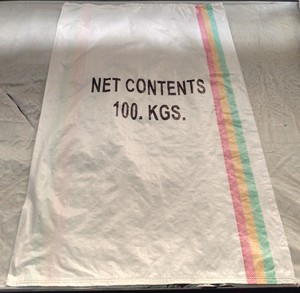 NET CONTENTS
100. KGS.